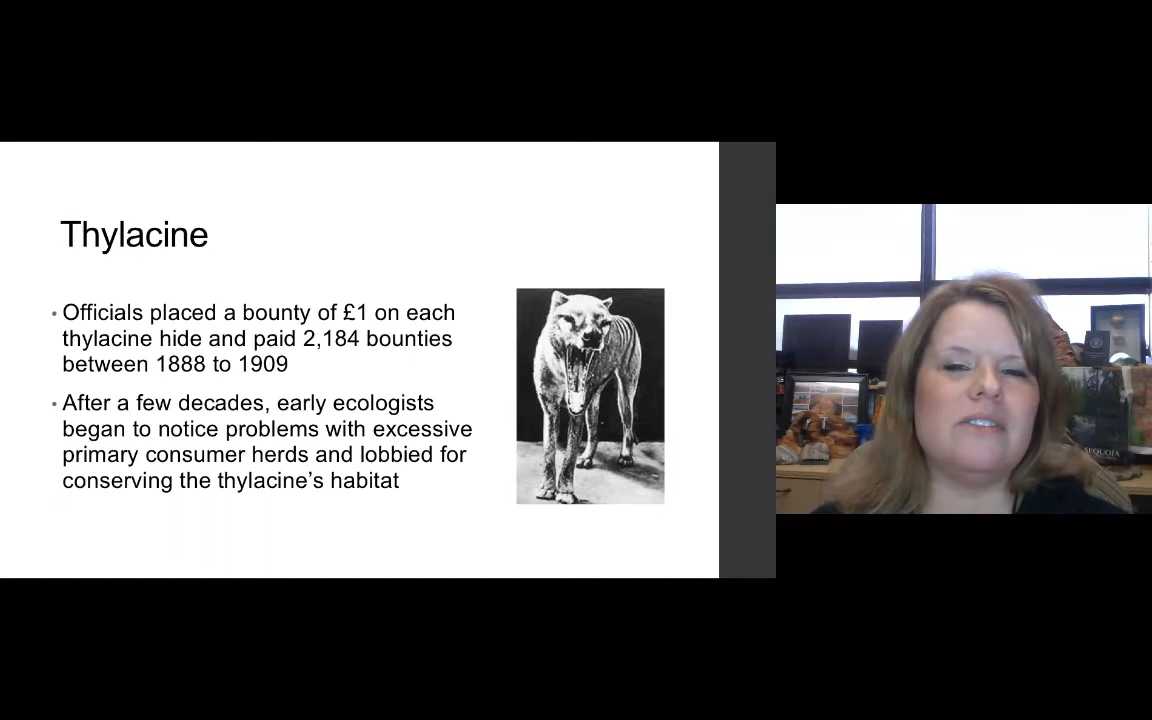 Thylacine
• Officials placed a bounty of £1 on each
thylacine hide and paid 2,184 bounties
between 1888 to 1909
• After a few decades, early ecologists
began to notice problems with excessive
primary consumer herds and lobbied for
conserving the thylacine’s habitat
SEQUOIA